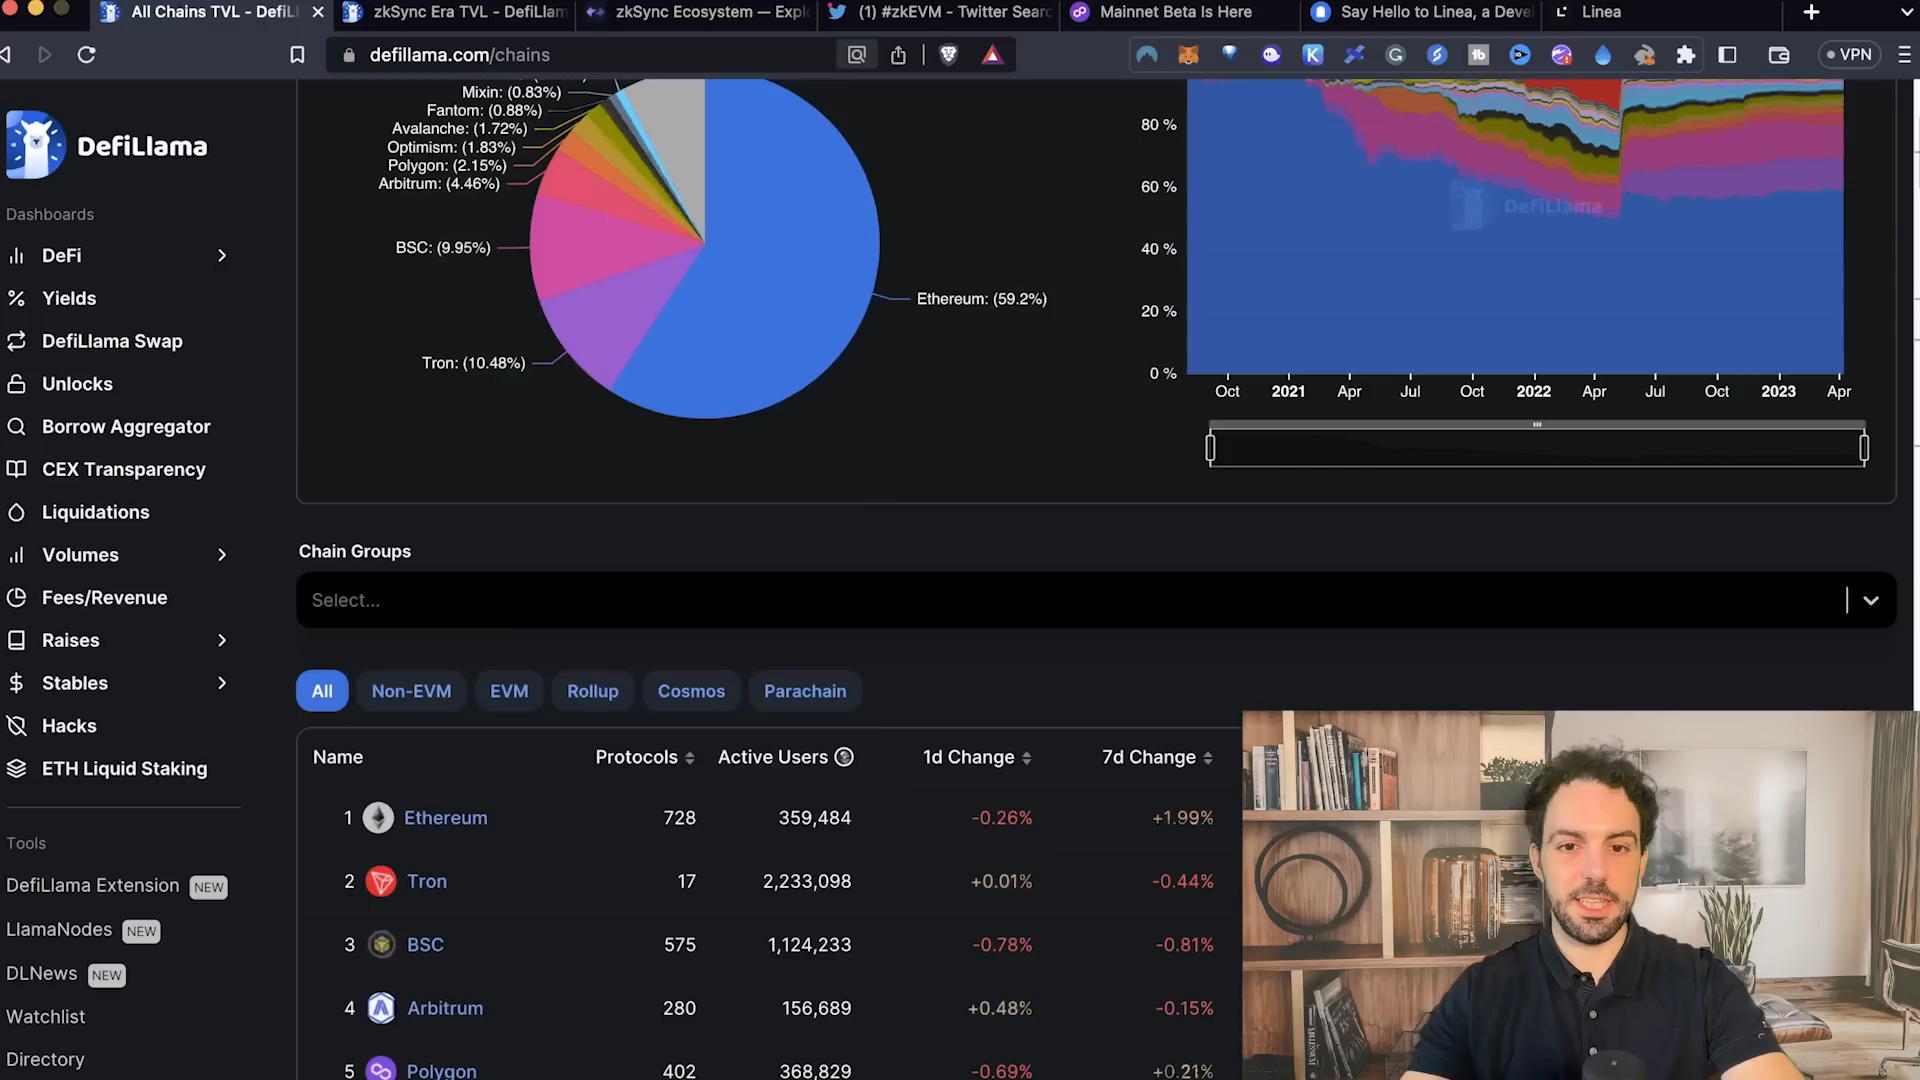 All Chains TVL - DefiL
zkSync Era TVL - DefiLlam
zkSync Ecosystem — Expl
(1) #zkEVM - Twitter Searc
Mainnet Beta Is Here
Say Hello to Linea, a Deve
Linea
defillama.com/chains
VPN
DefiLlama
Dashboards
DeFi
Yields
DefiLlama Swap
Unlocks
Borrow Aggregator
CEX Transparency
Liquidations
Volumes
Fees/Revenue
Raises
Stables
Hacks
ETH Liquid Staking
Tools
DefiLlama Extension NEW
LlamaNodes NEW
DLNews NEW
Watchlist
Directory
Mixin: (0.83%)
Fantom: (0.88%)
Avalanche: (1.72%)
Optimism: (1.83%)
Polygon: (2.15%)
Arbitrum: (4.46%)
BSC: (9.95%)
Tron: (10.48%)
Ethereum: (59.2%)
80 %
60 %
40 %
20 %
0 %
DefiLlama
Oct 2021 Apr Jul Oct 2022 Apr Jul Oct 2023 Apr
Chain Groups
Select...
All Non-EVM EVM Rollup Cosmos Parachain
Name Protocols Active Users 1d Change 7d Change
1 Ethereum 728 359,484 -0.26% +1.99%
2 Tron 17 2,233,098 +0.01% -0.44%
3 BSC 575 1,124,233 -0.78% -0.81%
4 Arbitrum 280 156,689 +0.48% -0.15%
5 Polygon 402 368,829 -0.69% +0.21%